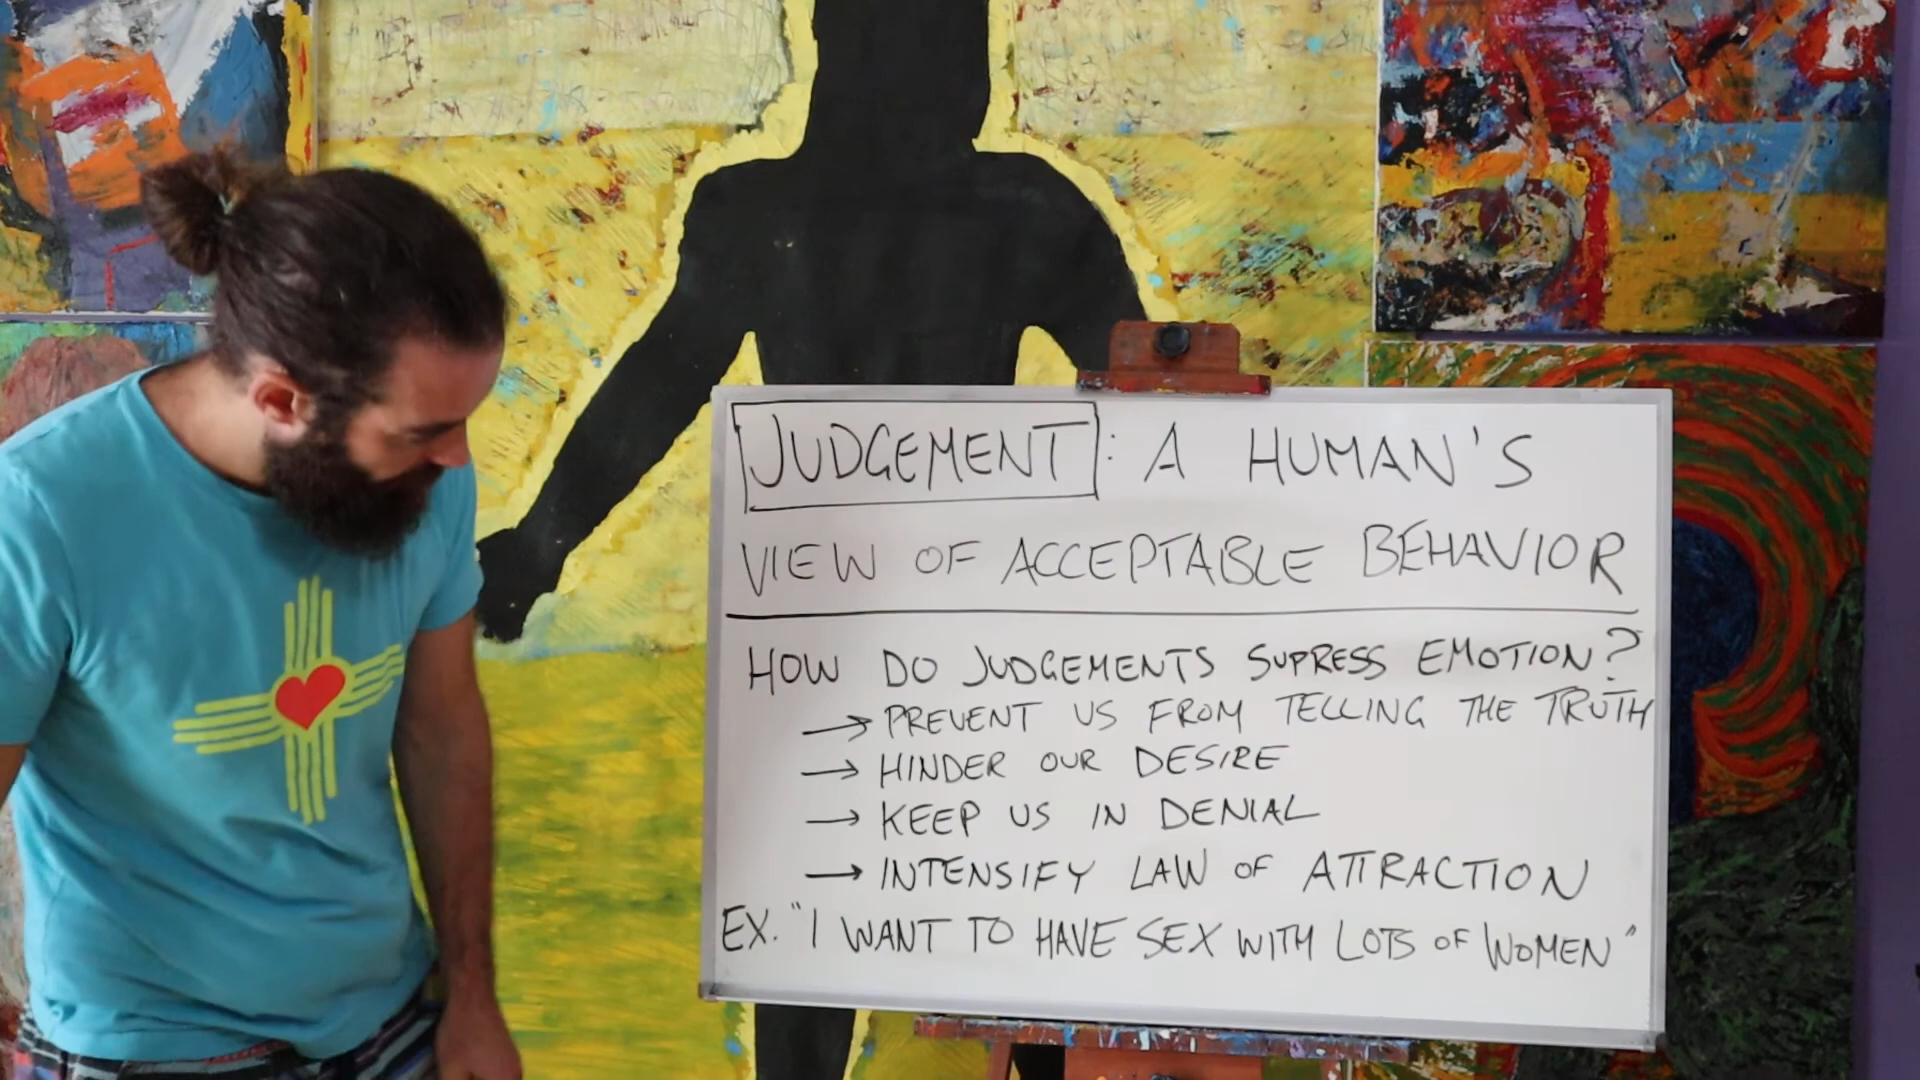 JUDGEMENT: A HUMAN'S
VIEW OF ACCEPTABLE BEHAVIOR
HOW DO JUDGEMENTS SUPRESS EMOTION?
→ PREVENT US FROM TELLING THE TRUTH
→ HINDER OUR DESIRE
→ KEEP US IN DENIAL
→ INTENSIFY LAW OF ATTRACTION
EX. "I WANT TO HAVE SEX WITH LOTS OF WOMEN"